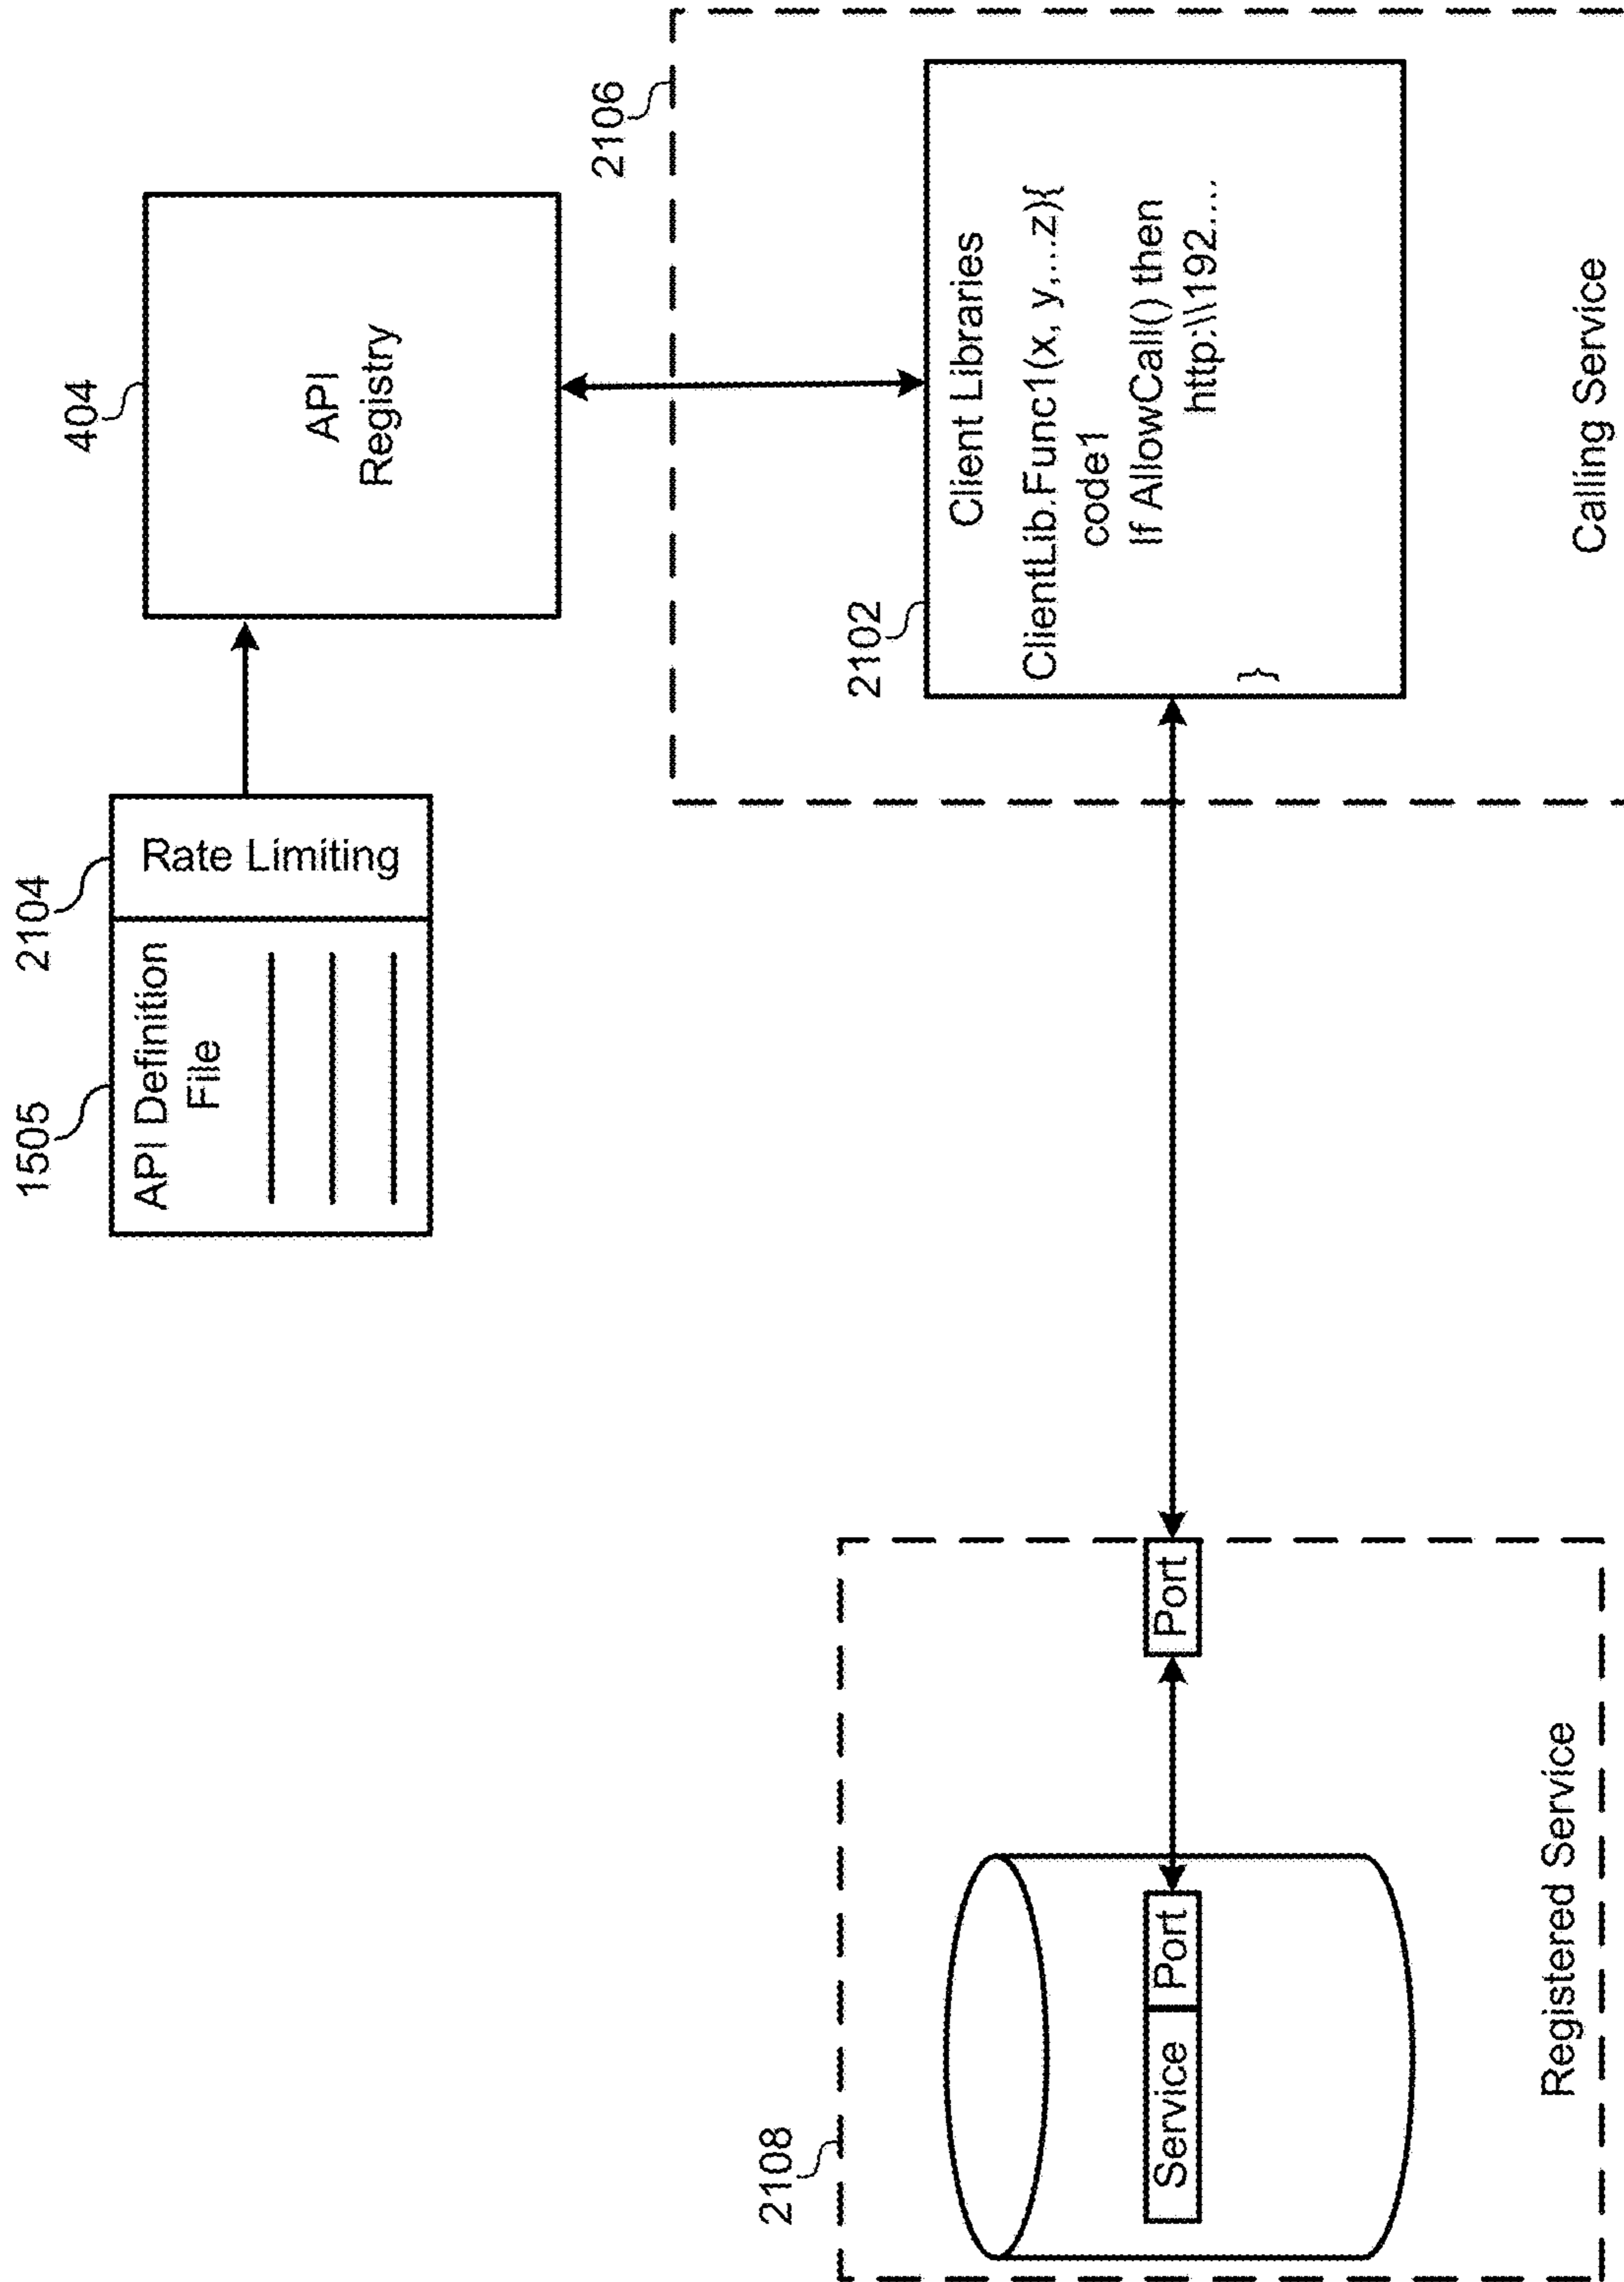 1505
2104
404
API Definition
File
Rate Limiting
API
Registry
2106
2102
Client Libraries
ClientLib.Func1(x, y,...z){
code1
If AllowCall() then
http:\\192....
}
Calling Service
2108
Service
Port
Port
Registered Service